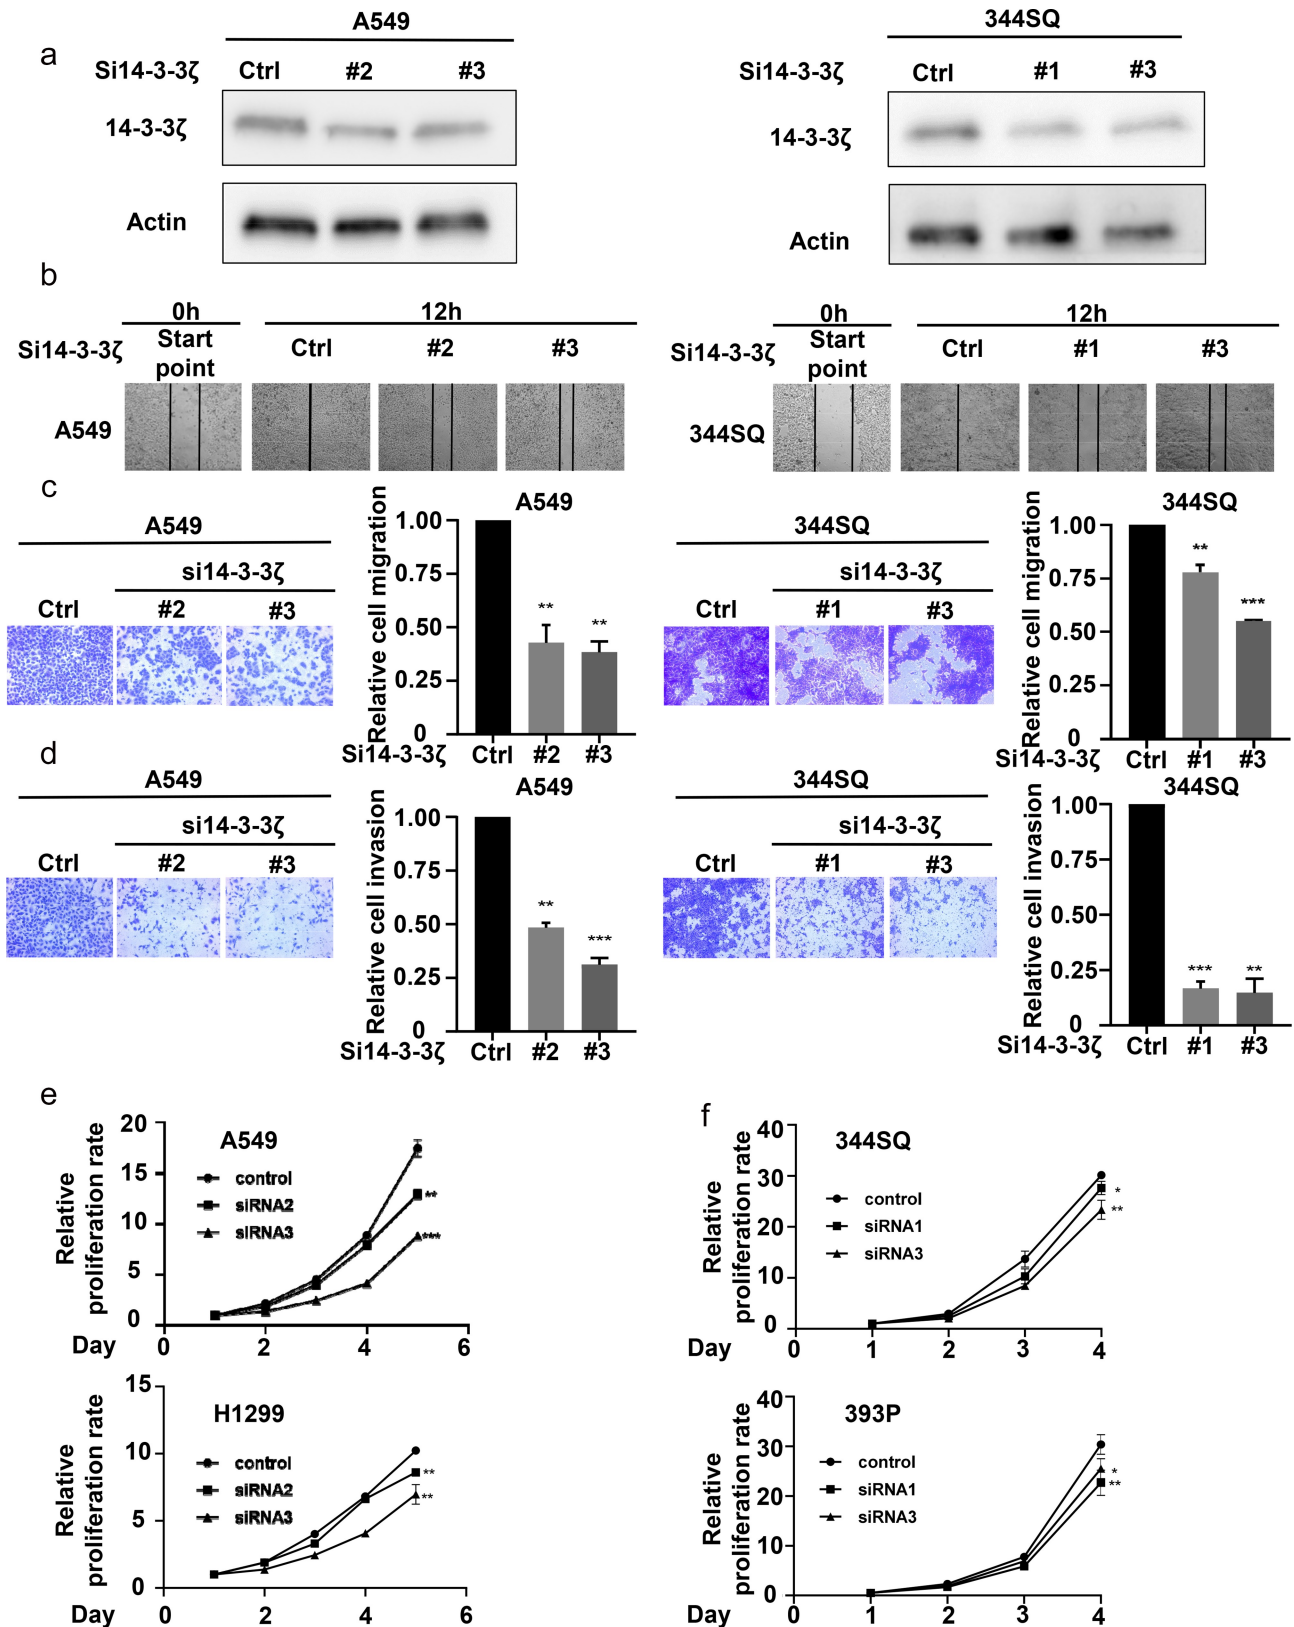 A549
344SQ
a
Si14-3-3ζ Ctrl #2 #3
Si14-3-3ζ Ctrl #1 #3
14-3-3ζ
14-3-3ζ
Actin
Actin
b
0h 12h
0h 12h
Si14-3-3ζ Start point Ctrl #2 #3
Si14-3-3ζ Start point Ctrl #1 #3
A549
344SQ
c
A549
si14-3-3ζ
Ctrl #2 #3
A549
Relative cell migration
1.00
0.75
0.50
0.25
0
** **
Si14-3-3ζ Ctrl #2 #3
344SQ
si14-3-3ζ
Ctrl #1 #3
344SQ
Relative cell migration
1.00
0.75
0.50
0.25
0
** ***
Si14-3-3ζ Ctrl #1 #3
d
A549
si14-3-3ζ
Ctrl #2 #3
A549
Relative cell invasion
1.00
0.75
0.50
0.25
0
** ***
Si14-3-3ζ Ctrl #2 #3
344SQ
si14-3-3ζ
Ctrl #1 #3
344SQ
Relative cell invasion
1.00
0.75
0.50
0.25
0
*** **
Si14-3-3ζ Ctrl #1 #3
e
Relative
proliferation rate
20
15
10
5
0
A549
control
siRNA2
siRNA3
**
***
Day 0 2 4 6
Relative
proliferation rate
15
10
5
0
H1299
control
siRNA2
siRNA3
**
**
Day 0 2 4 6
f
Relative
proliferation rate
40
30
20
10
0
344SQ
control
siRNA1
siRNA3
*
**
Day 0 1 2 3 4
Relative
proliferation rate
40
30
20
10
0
393P
control
siRNA1
siRNA3
*
**
Day 0 1 2 3 4